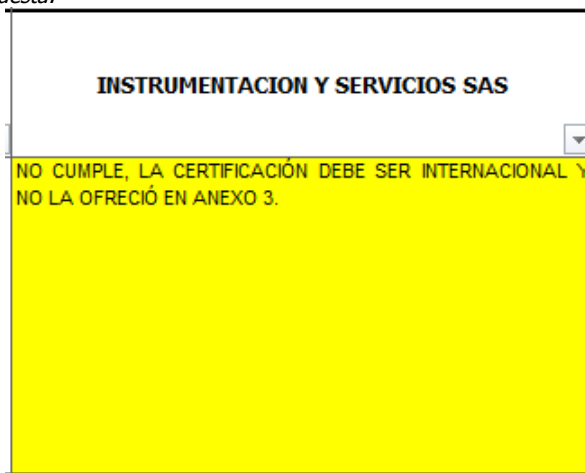 INSTRUMENTACION Y SERVICIOS SAS
NO CUMPLE, LA CERTIFICACIÓN DEBE SER INTERNACIONAL Y
NO LA OFRECIÓ EN ANEXO 3.